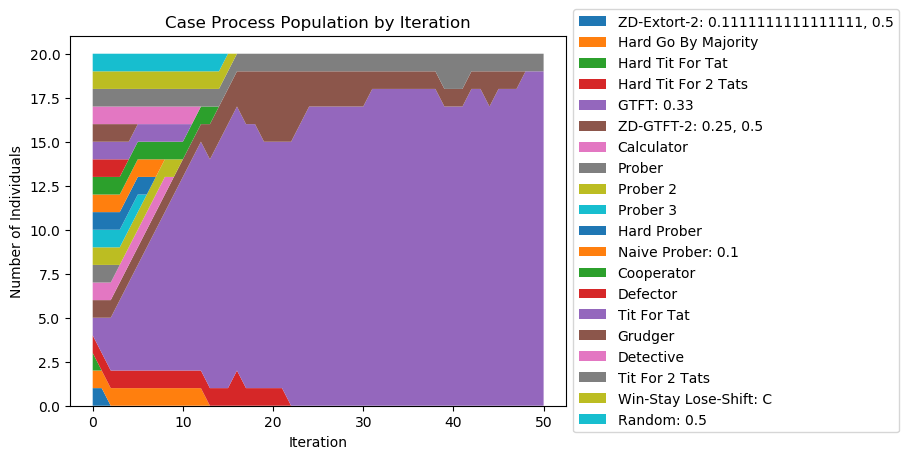 Case Process Population by Iteration
Number of Individuals
20.0
17.5
15.0
12.5
10.0
7.5
5.0
2.5
0.0
0 10 20 30 40 50
Iteration
ZD-Extort-2: 0.1111111111111111, 0.5
Hard Go By Majority
Hard Tit For Tat
Hard Tit For 2 Tats
GTFT: 0.33
ZD-GTFT-2: 0.25, 0.5
Calculator
Prober
Prober 2
Prober 3
Hard Prober
Naive Prober: 0.1
Cooperator
Defector
Tit For Tat
Grudger
Detective
Tit For 2 Tats
Win-Stay Lose-Shift: C
Random: 0.5